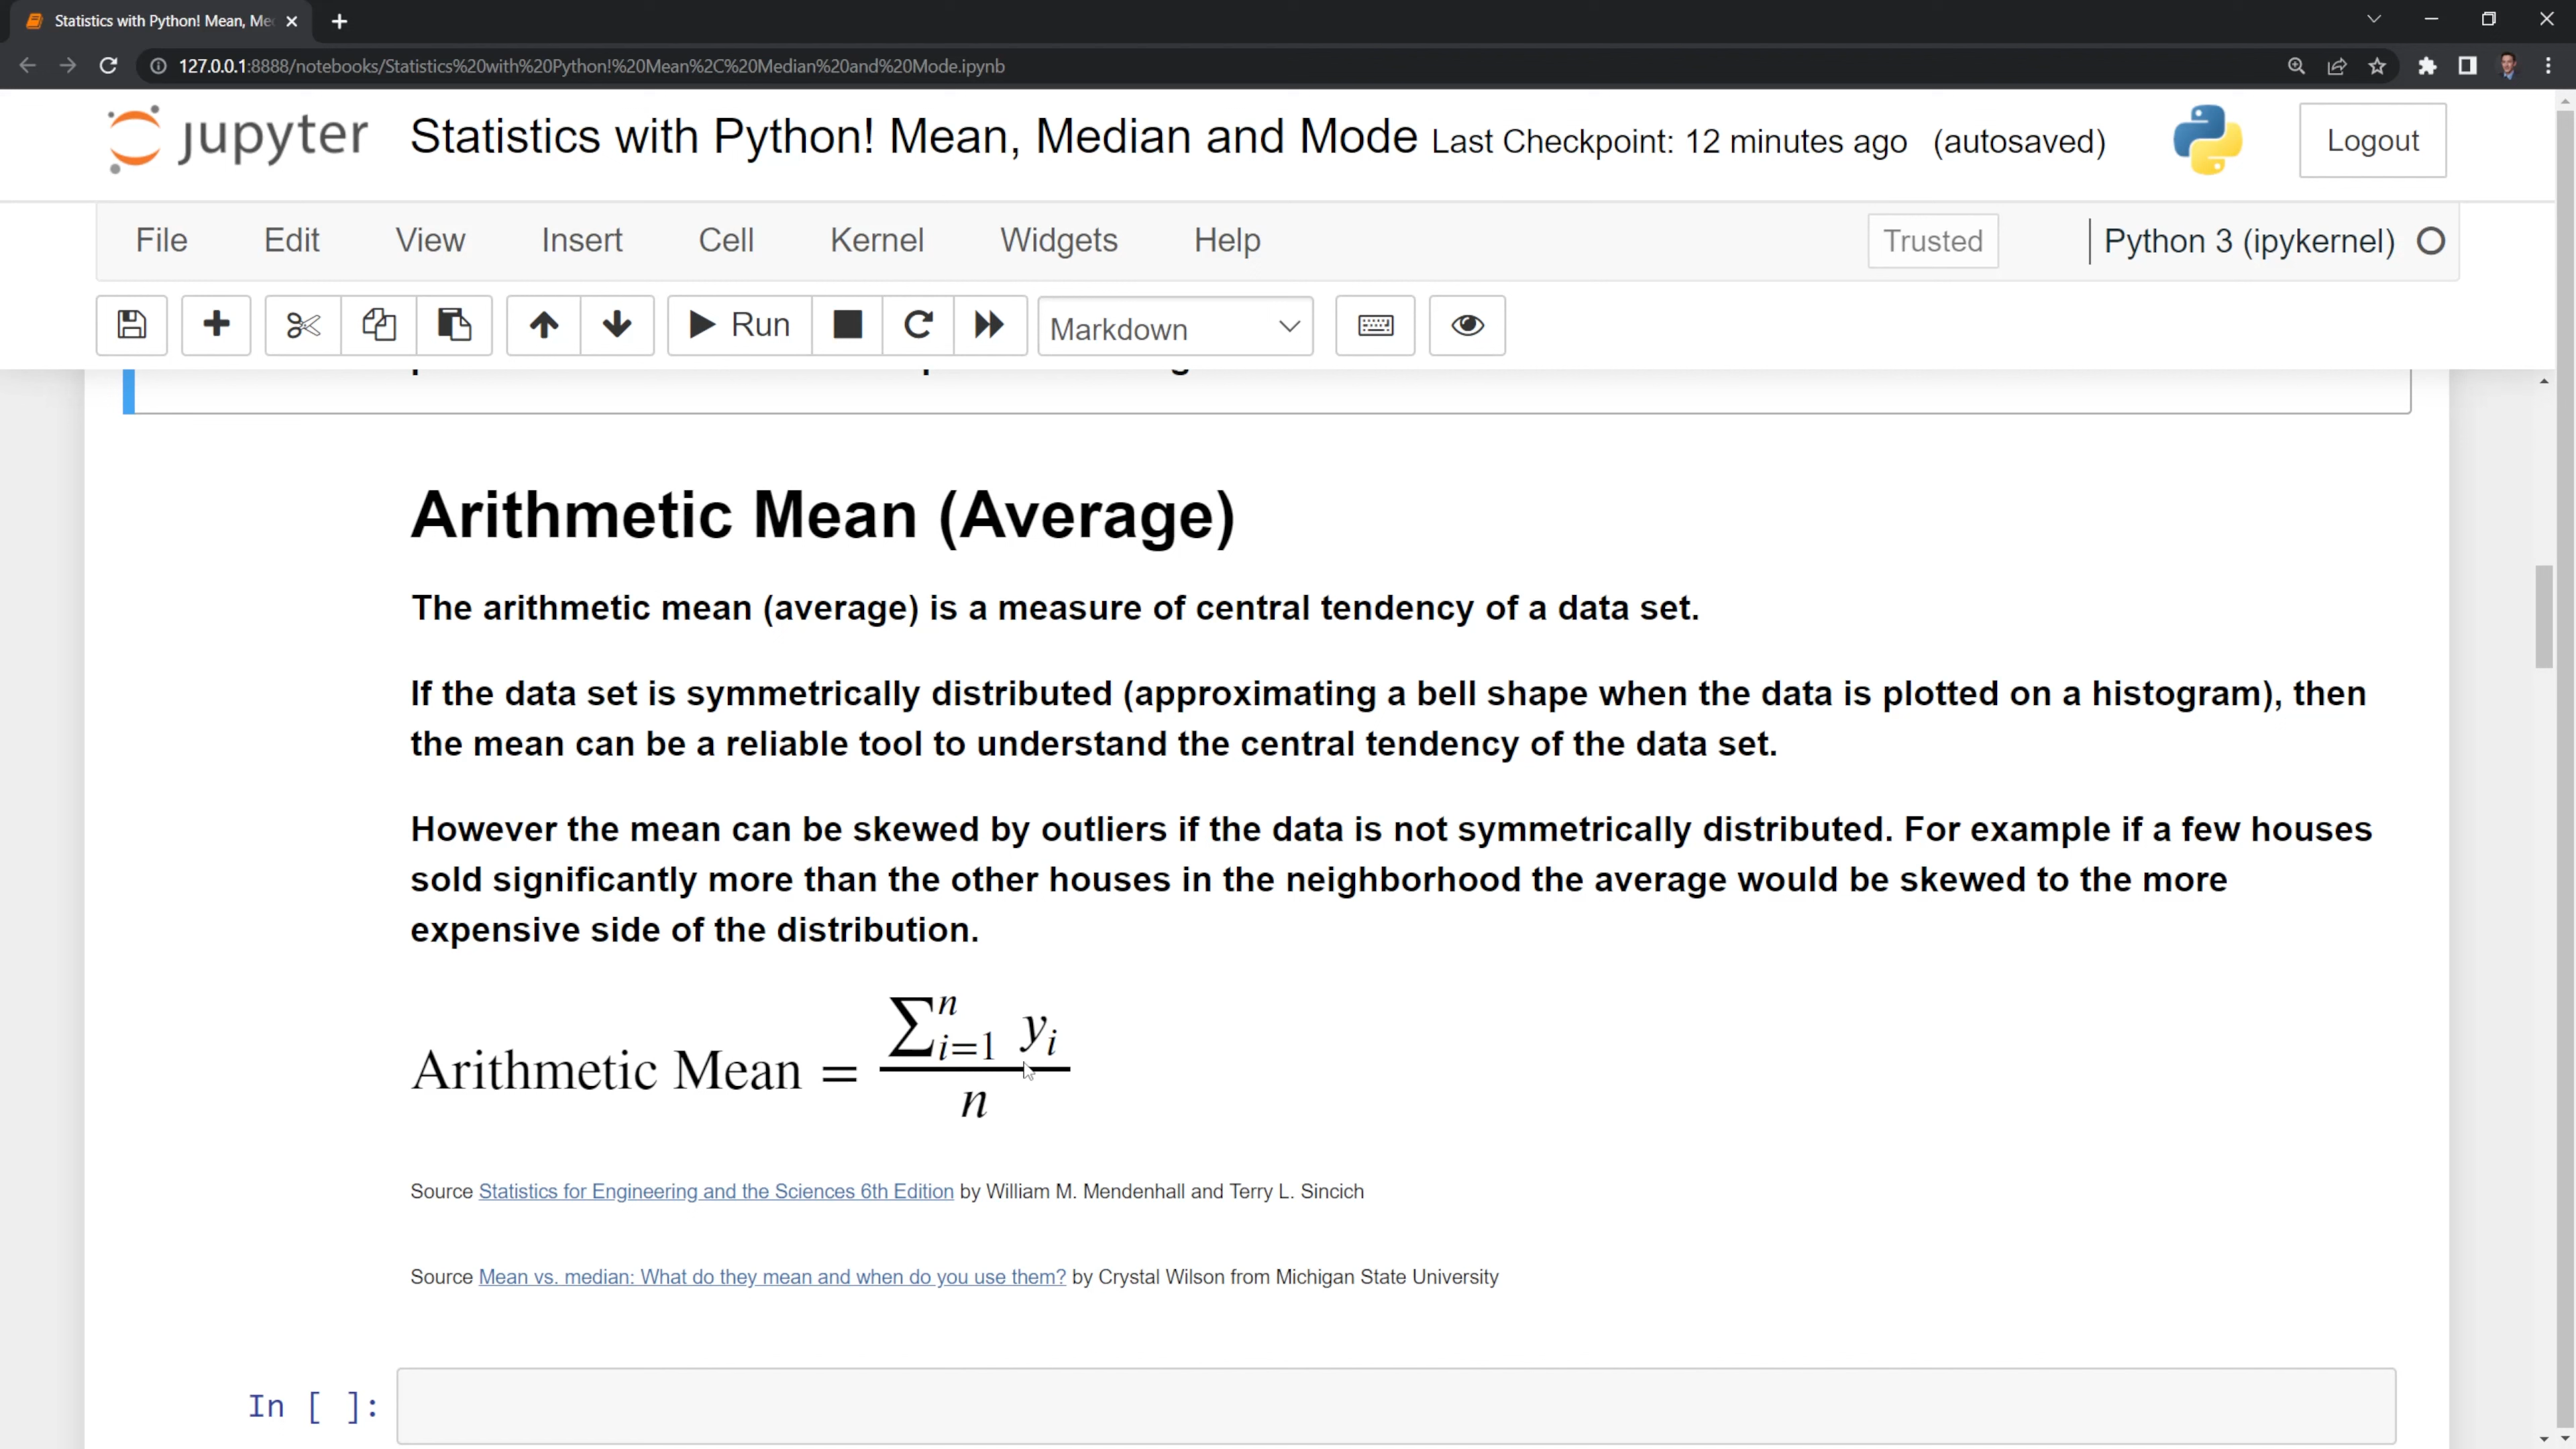 Statistics with Python! Mean, Me
127.0.0.1:8888/notebooks/Statistics%20with%20Python!%20Mean%2C%20Median%20and%20Mode.ipynb
jupyter Statistics with Python! Mean, Median and Mode Last Checkpoint: 12 minutes ago (autosaved) Logout
File Edit View Insert Cell Kernel Widgets Help Trusted Python 3 (ipykernel)
Run Markdown
Arithmetic Mean (Average)
The arithmetic mean (average) is a measure of central tendency of a data set.
If the data set is symmetrically distributed (approximating a bell shape when the data is plotted on a histogram), then
the mean can be a reliable tool to understand the central tendency of the data set.
However the mean can be skewed by outliers if the data is not symmetrically distributed. For example if a few houses
sold significantly more than the other houses in the neighborhood the average would be skewed to the more
expensive side of the distribution.
Arithmetic Mean = \frac{\sum_{i=1}^{n} y_i}{n}
Source Statistics for Engineering and the Sciences 6th Edition by William M. Mendenhall and Terry L. Sincich
Source Mean vs. median: What do they mean and when do you use them? by Crystal Wilson from Michigan State University
In [ ]: